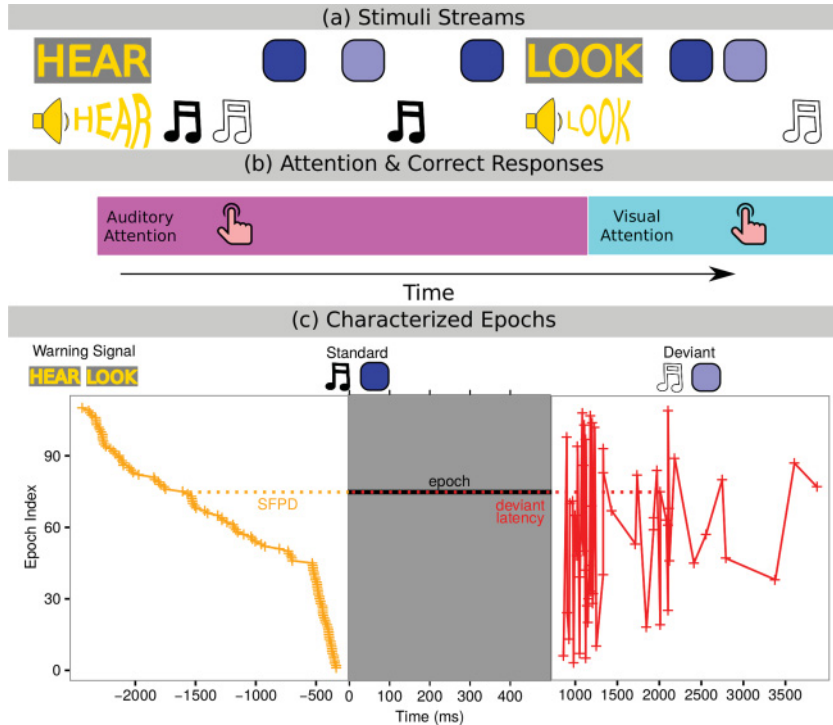 (a) Stimuli Streams
HEAR
LOOK
HEAR
LOOK
(b) Attention & Correct Responses
Auditory
Attention
Visual
Attention
Time
(c) Characterized Epochs
Warning Signal
Standard
Deviant
HEAR LOOK
epoch
SFPD
deviant
latency
Epoch Index
90
60
30
0
−2000 −1500 −1000 −500 0 100 200 300 400 1000 1500 2000 2500 3000 3500
Time (ms)